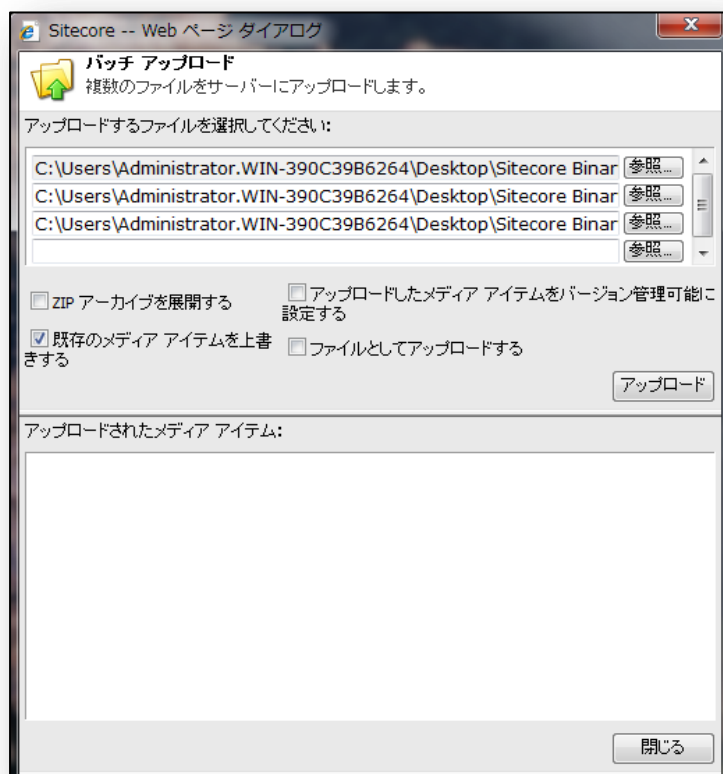 Sitecore -- Web ページ ダイアログ
バッチ アップロード
複数のファイルをサーバーにアップロードします。
アップロードするファイルを選択してください:
C:\Users\Administrator.WIN-390C39B6264\Desktop\Sitecore Binar 参照...
C:\Users\Administrator.WIN-390C39B6264\Desktop\Sitecore Binar 参照...
C:\Users\Administrator.WIN-390C39B6264\Desktop\Sitecore Binar 参照...
参照...
ZIP アーカイブを展開する
アップロードしたメディア アイテムをバージョン管理可能に
設定する
既存のメディア アイテムを上書
きする
ファイルとしてアップロードする
アップロード
アップロードされたメディア アイテム:
閉じる